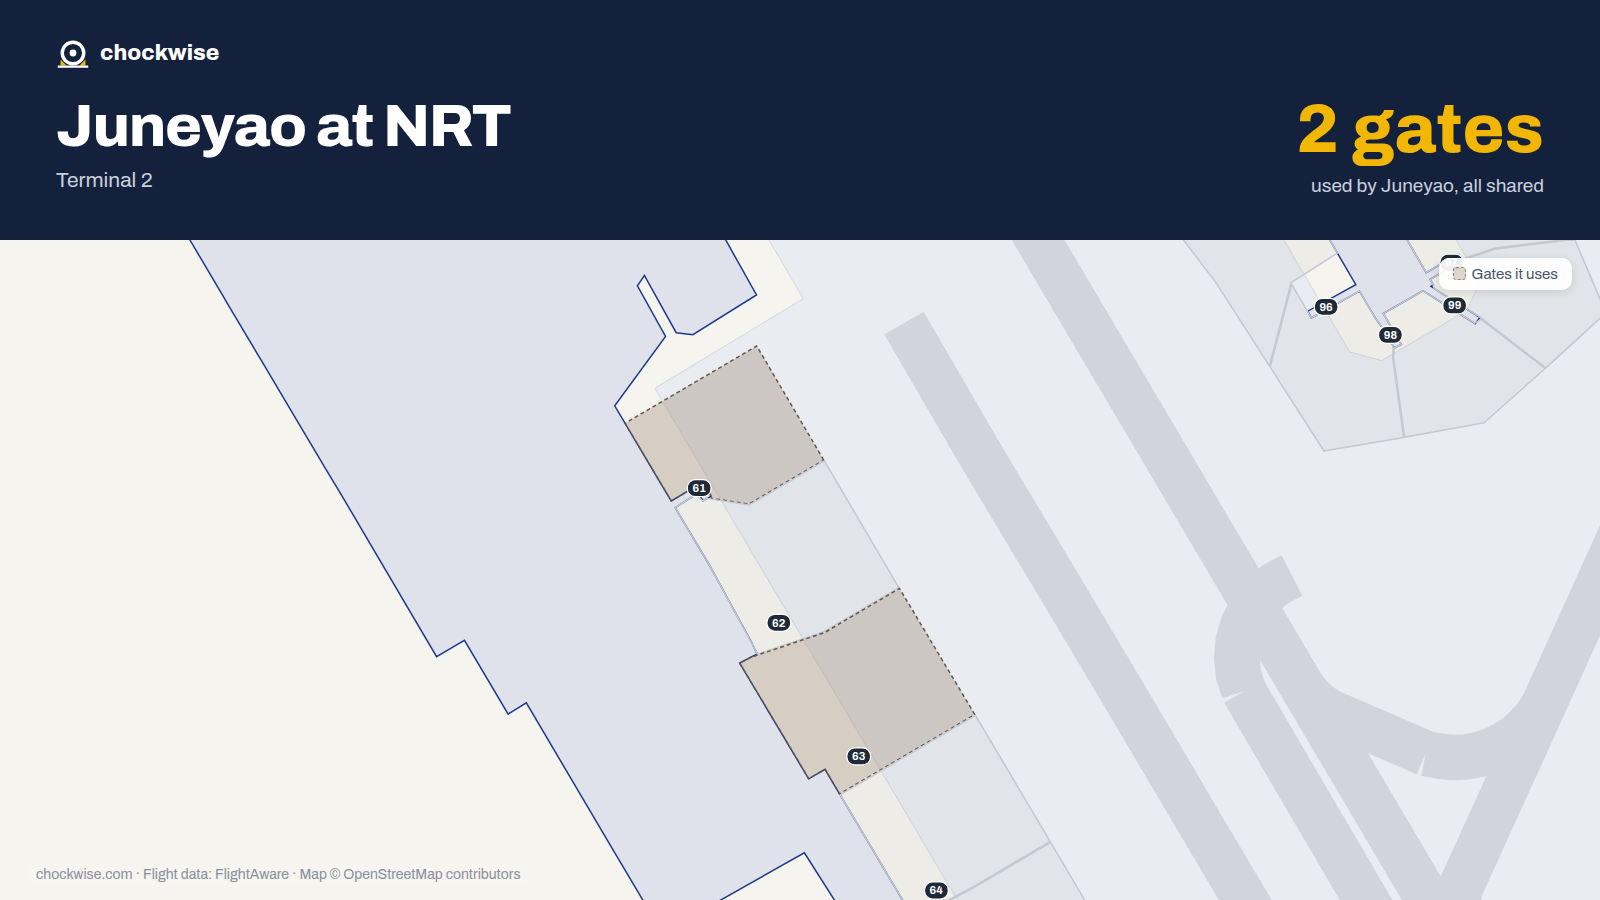 chockwise
Juneyao at NRT
Terminal 2
2 gates
used by Juneyao, all shared
Gates it uses
96
99
98
61
62
63
64
chockwise.com · Flight data: FlightAware · Map © OpenStreetMap contributors